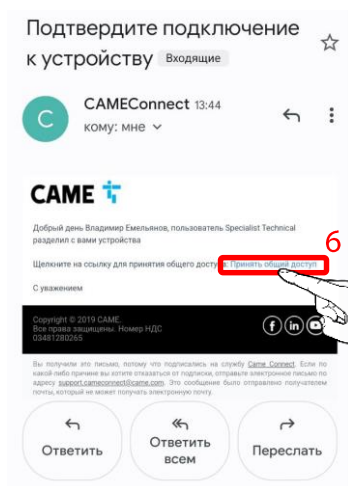 Подтвердите подключение
к устройству Входящие
C
CAMEConnect 13:44
кому: мне
CAME
Добрый день Владимир Емельянов, пользователь Specialist Technical
разделил с вами устройства
Щелкните на ссылку для принятия общего доступа: Принять общий доступ
6
С уважением
Copyright © 2019 CAME.
Все права защищены. Номер НДС
03481280265
Вы получили это письмо, потому что подписались на службу Came Connect. Если по
какой-либо причине вы хотите отказаться от подписки, отправьте электронное письмо по
адресу support.cameconnect@came.com. Это сообщение было отправлено получателем
почты, который не может получать электронную почту.
Ответить
Ответить
всем
Переслать